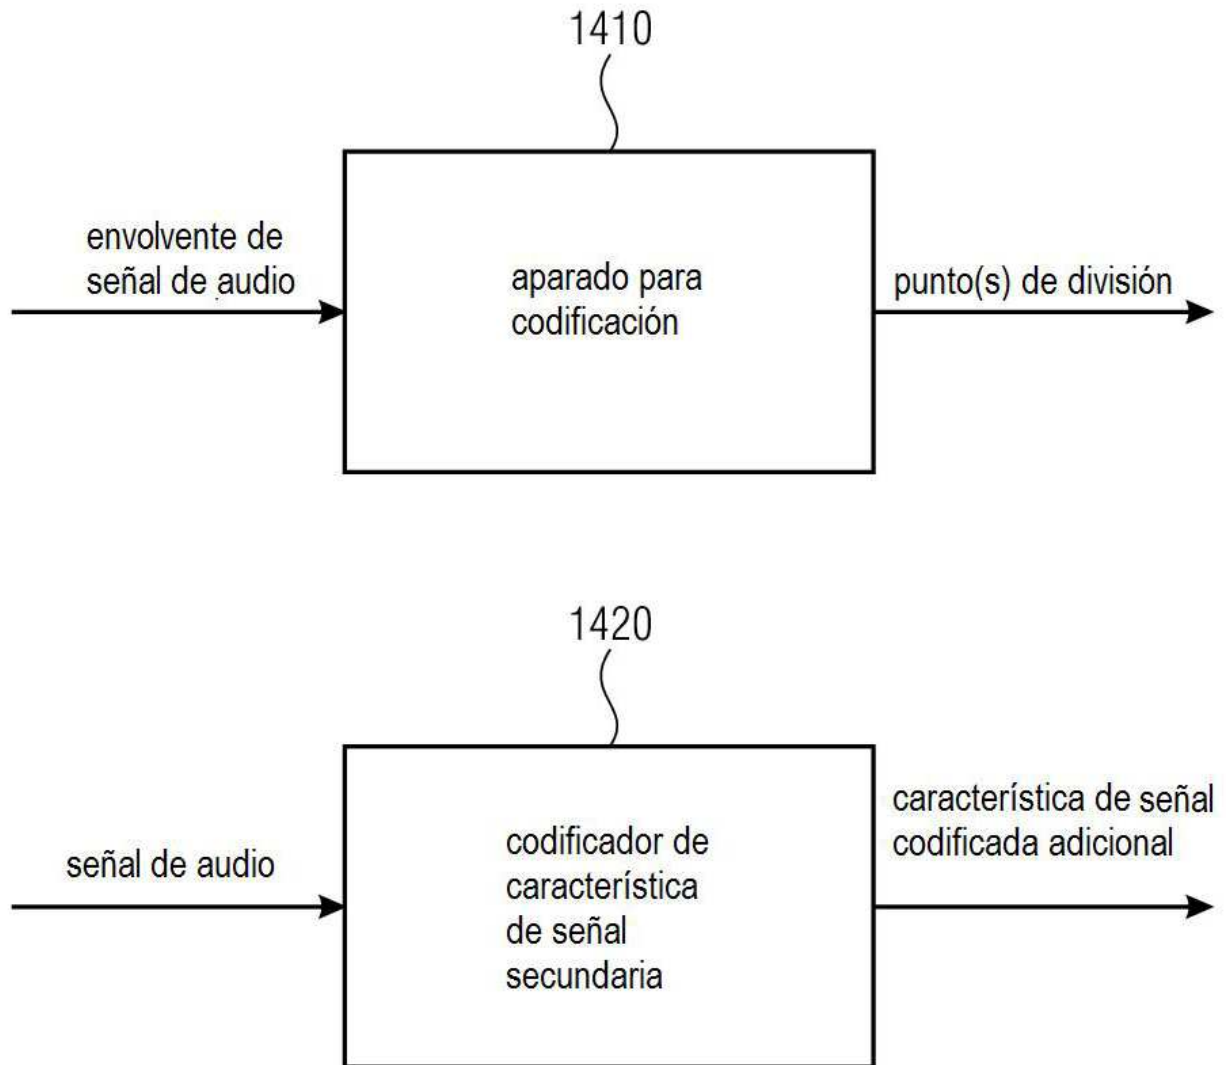 1410
envolvente de
señal de audio
aparado para
codificación
punto(s) de división
1420
señal de audio
codificador de
característica
de señal
secundaria
característica de señal
codificada adicional